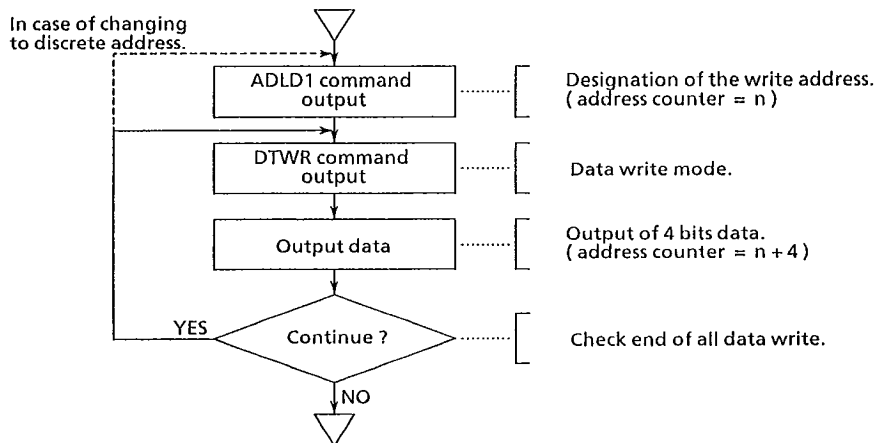 In case of changing
to discrete address.
ADLD1 command
output
Designation of the write address.
( address counter = n )
DTWR command
output
Data write mode.
Output data
Output of 4 bits data.
( address counter = n + 4 )
YES
Continue ?
Check end of all data write.
NO